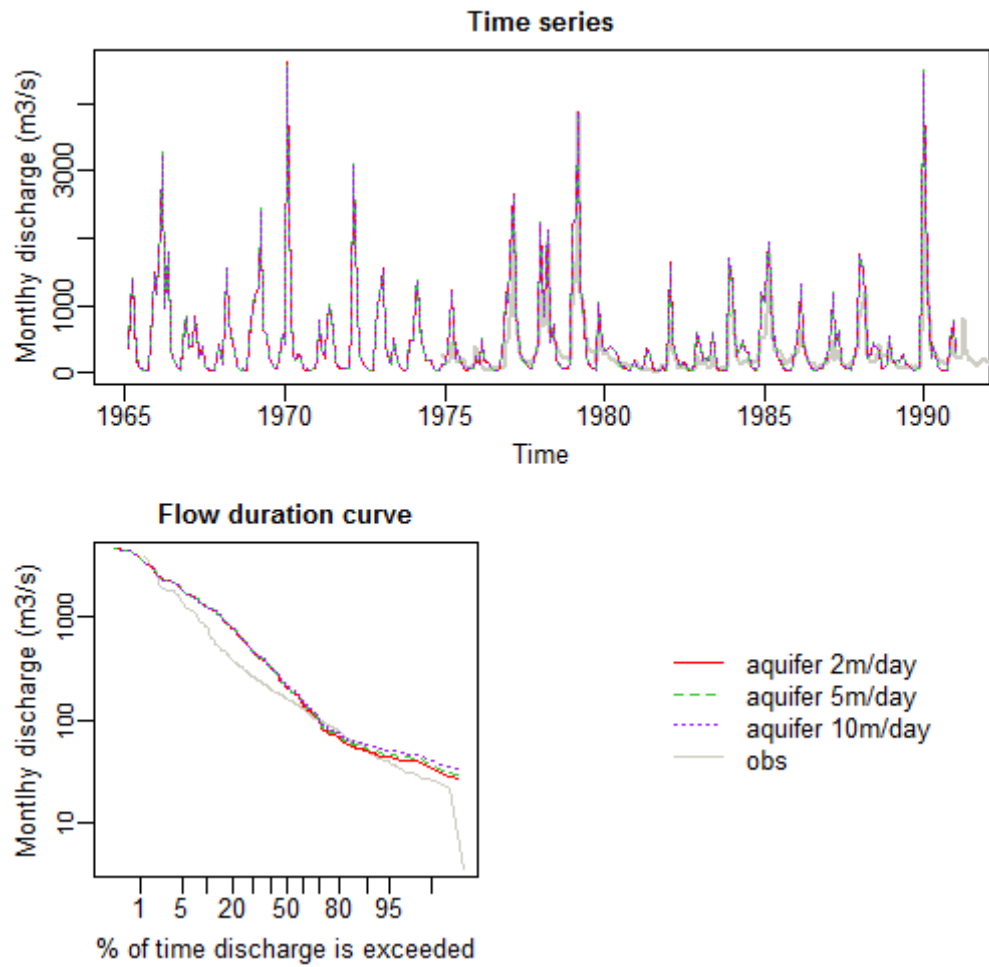 Time series
Montlhy discharge (m3/s)
3000
1000
0
1965 1970 1975 1980 1985 1990
Time
Flow duration curve
Montlhy discharge (m3/s)
1000
100
10
1 5 20 50 80 95
% of time discharge is exceeded
aquifer 2m/day
aquifer 5m/day
aquifer 10m/day
obs